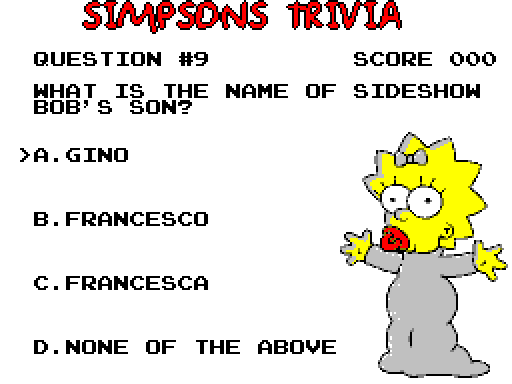 SIMPSONS TRIVIA
QUESTION #9 SCORE 000
WHAT IS THE NAME OF SIDESHOW
BOB'S SON?
>A.GINO
B.FRANCESCO
C.FRANCESCA
D.NONE OF THE ABOVE